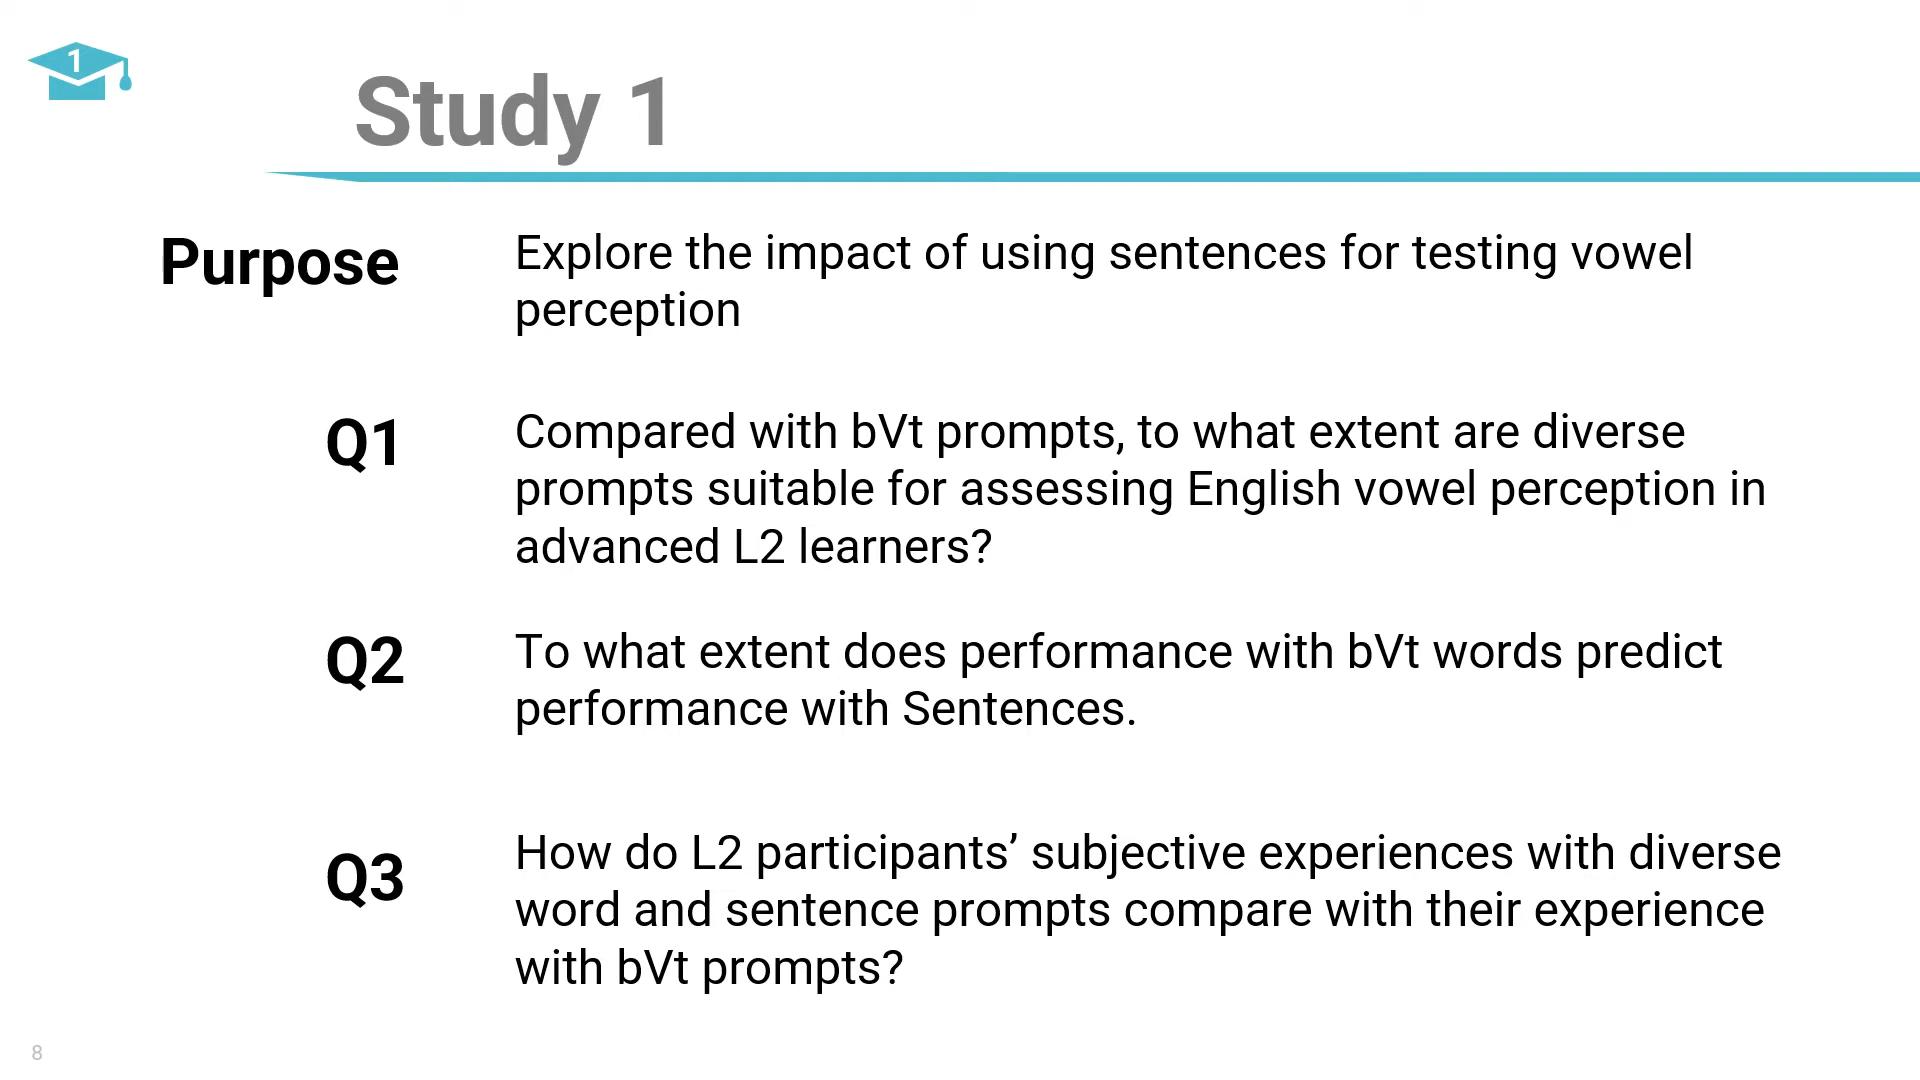 1
Study 1
Purpose
Explore the impact of using sentences for testing vowel
perception
Q1
Compared with bVt prompts, to what extent are diverse
prompts suitable for assessing English vowel perception in
advanced L2 learners?
Q2
To what extent does performance with bVt words predict
performance with Sentences.
Q3
How do L2 participants’ subjective experiences with diverse
word and sentence prompts compare with their experience
with bVt prompts?
8